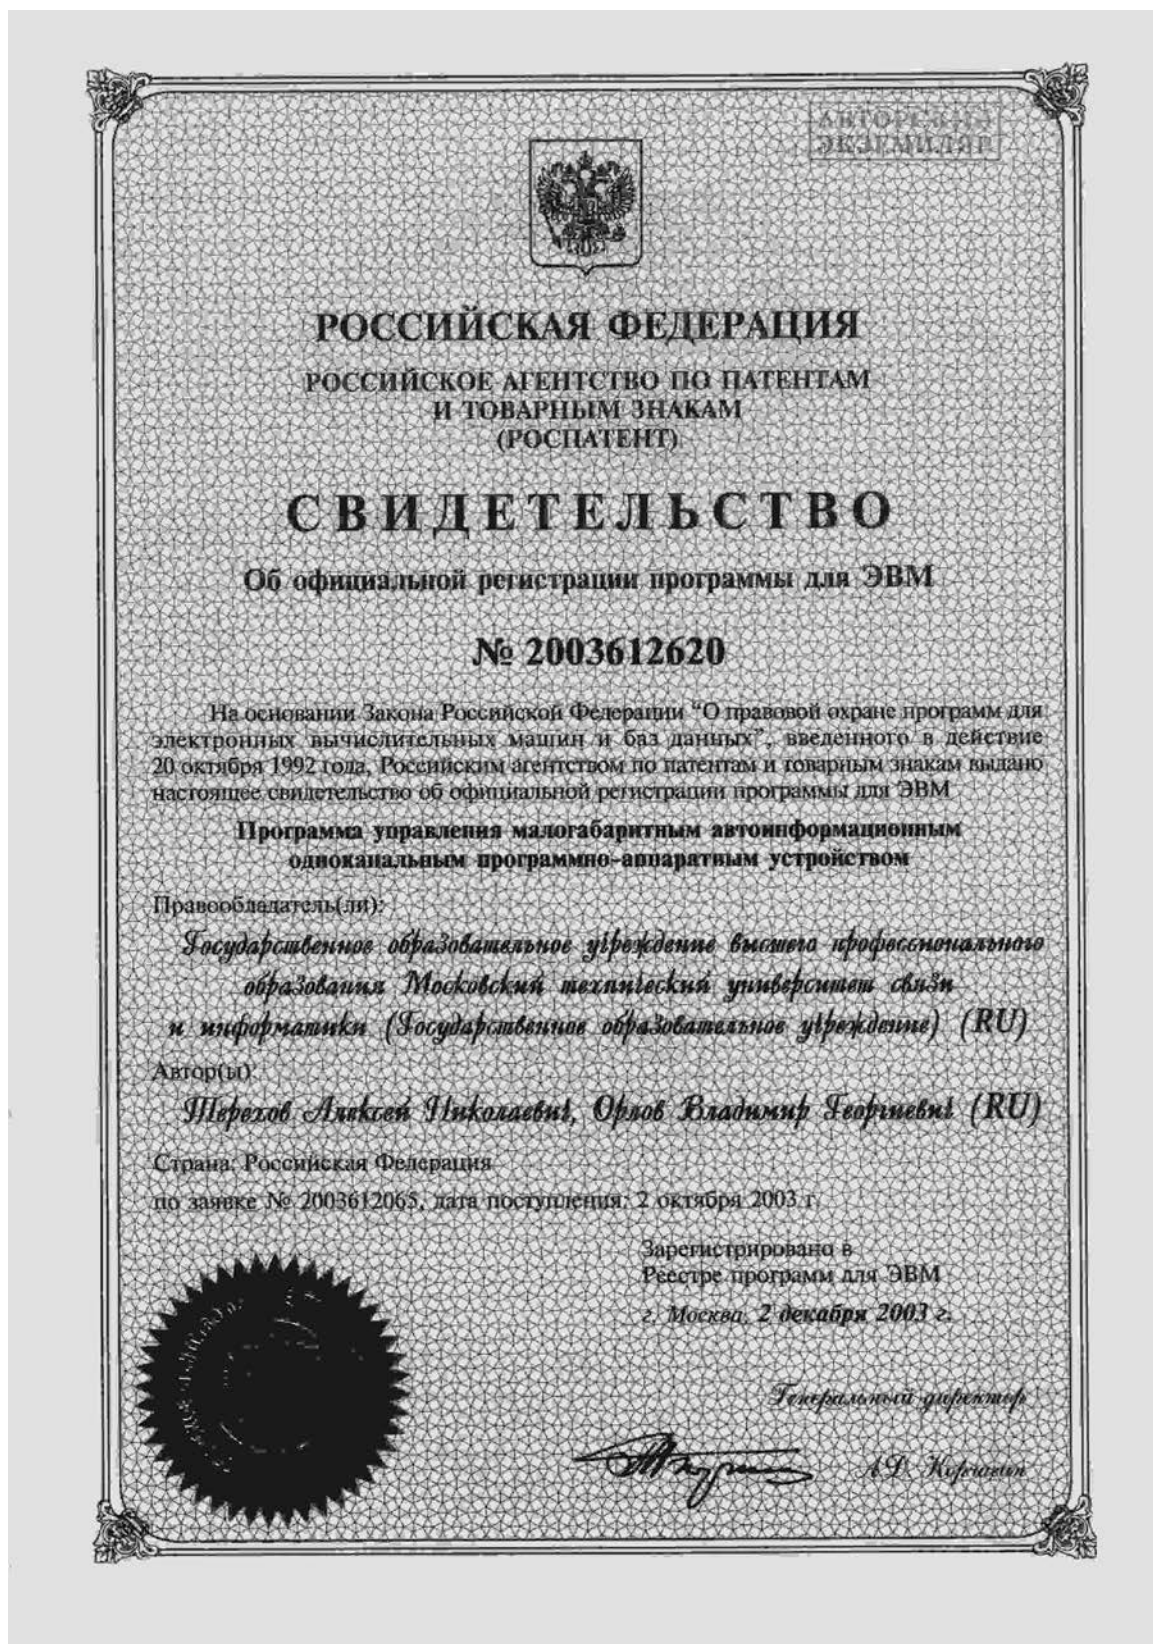 АВТОРСКИЙ
ЭКЗЕМПЛЯР
РОССИЙСКАЯ ФЕДЕРАЦИЯ
РОССИЙСКОЕ АГЕНТСТВО ПО ПАТЕНТАМ
И ТОВАРНЫМ ЗНАКАМ
(РОСПАТЕНТ)
СВИДЕТЕЛЬСТВО
Об официальной регистрации программы для ЭВМ
№ 2003612620
На основании Закона Российской Федерации “О правовой охране программ для
электронных вычислительных машин и баз данных”, введенного в действие
20 октября 1992 года, Российским агентством по патентам и товарным знакам выдано
настоящее свидетельство об официальной регистрации программы для ЭВМ
Программа управления малогабаритным автоинформационным
одноканальным программно-аппаратным устройством
Правообладатель(ли):
Государственное образовательное учреждение высшего профессионального
образования Московский технический университет связи
и информатики (Государственное образовательное учреждение) (RU)
Автор(ы):
Терехов Алексей Николаевич, Орлов Владимир Георгиевич (RU)
Страна: Российская Федерация
по заявке № 2003612065, дата поступления: 2 октября 2003 г.
Зарегистрировано в
Реестре программ для ЭВМ
г. Москва, 2 декабря 2003 г.
Генеральный директор
А.Д. Корчагин